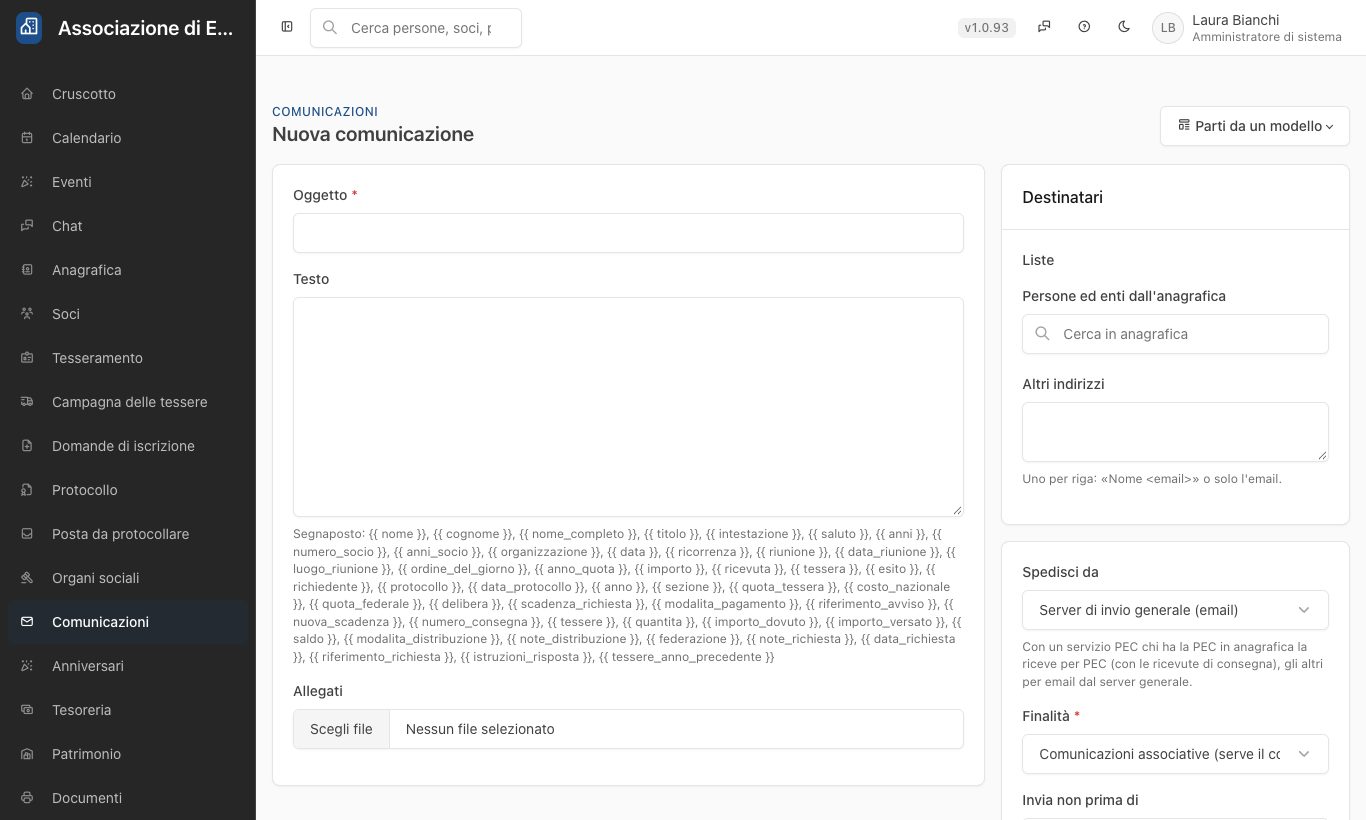 Associazione di E...
Cerca persone, soci, p
v1.0.93
LB
Laura Bianchi
Amministratore di sistema
Cruscotto
Calendario
Eventi
Chat
Anagrafica
Soci
Tesseramento
Campagna delle tessere
Domande di iscrizione
Protocollo
Posta da protocollare
Organi sociali
Comunicazioni
Anniversari
Tesoreria
Patrimonio
Documenti
COMUNICAZIONI
Nuova comunicazione
Parti da un modello
Oggetto *
Testo
Segnaposto: {{ nome }}, {{ cognome }}, {{ nome_completo }}, {{ titolo }}, {{ intestazione }}, {{ saluto }}, {{ anni }}, {{
numero_socio }}, {{ anni_socio }}, {{ organizzazione }}, {{ data }}, {{ ricorrenza }}, {{ riunione }}, {{ data_riunione }}, {{
luogo_riunione }}, {{ ordine_del_giorno }}, {{ anno_quota }}, {{ importo }}, {{ ricevuta }}, {{ tessera }}, {{ esito }}, {{
richiedente }}, {{ protocollo }}, {{ data_protocollo }}, {{ anno }}, {{ sezione }}, {{ quota_tessera }}, {{ costo_nazionale
}}, {{ quota_federale }}, {{ delibera }}, {{ scadenza_richiesta }}, {{ modalita_pagamento }}, {{ riferimento_avviso }}, {{
nuova_scadenza }}, {{ numero_consegna }}, {{ tessere }}, {{ quantita }}, {{ importo_dovuto }}, {{ importo_versato }}, {{
saldo }}, {{ modalita_distribuzione }}, {{ note_distribuzione }}, {{ federazione }}, {{ note_richiesta }}, {{ data_richiesta
}}, {{ riferimento_richiesta }}, {{ istruzioni_risposta }}, {{ tessere_anno_precedente }}
Allegati
Scegli file
Nessun file selezionato
Destinatari
Liste
Persone ed enti dall'anagrafica
Cerca in anagrafica
Altri indirizzi
Uno per riga: «Nome <email>» o solo l'email.
Spedisci da
Server di invio generale (email)
Con un servizio PEC chi ha la PEC in anagrafica la
riceve per PEC (con le ricevute di consegna), gli altri
per email dal server generale.
Finalità *
Comunicazioni associative (serve il cc
Invia non prima di